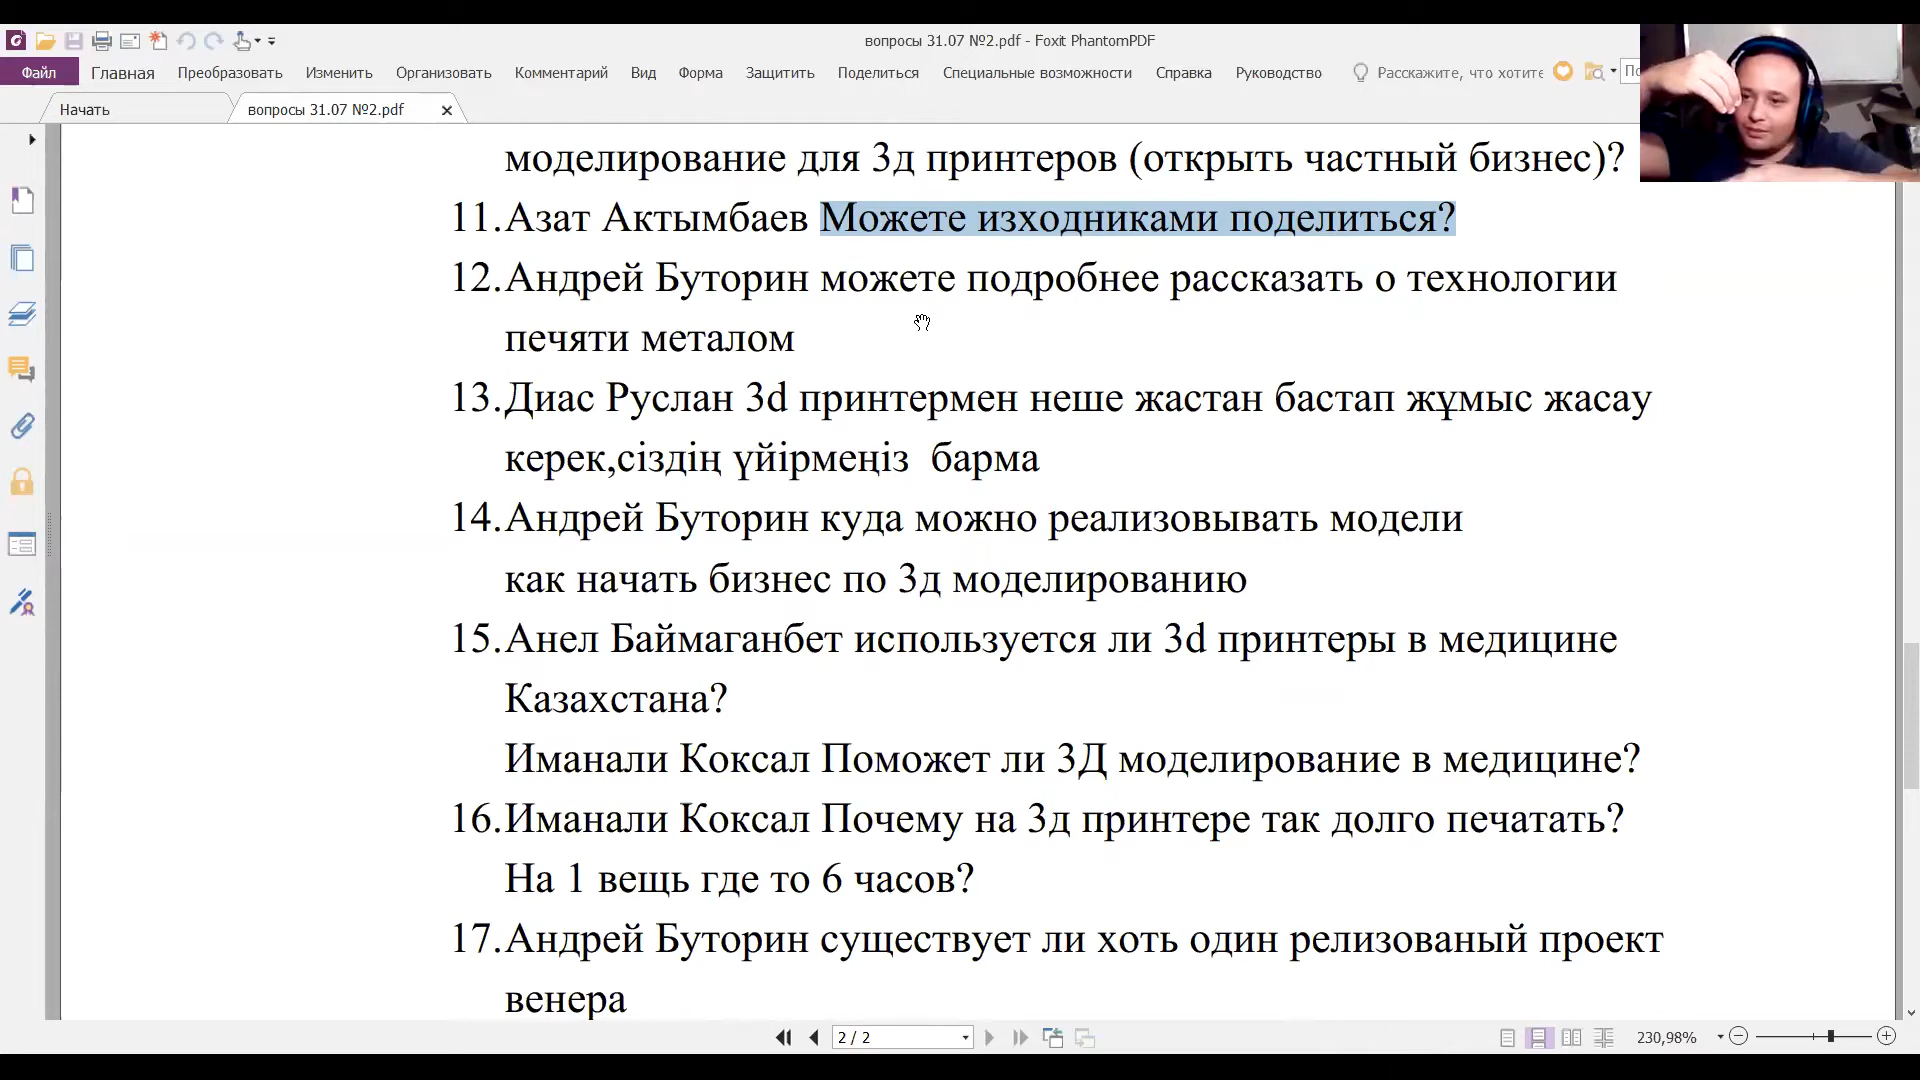 вопросы 31.07 №2.pdf - Foxit PhantomPDF
Файл Главная Преобразовать Изменить Организовать Комментарий Вид Форма Защитить Поделиться Специальные возможности Справка Руководство Расскажите, что хотите По
Начать вопросы 31.07 №2.pdf
моделирование для 3д принтеров (открыть частный бизнес)?
11.Азат Актымбаев Можете изходниками поделиться?
12.Андрей Буторин можете подробнее рассказать о технологии
печяти металом
13.Диас Руслан 3d принтермен неше жастан бастап жұмыс жасау
керек,сіздің үйірмеңіз барма
14.Андрей Буторин куда можно реализовывать модели
как начать бизнес по 3д моделированию
15.Анел Баймаганбет используется ли 3d принтеры в медицине
Казахстана?
Иманали Коксал Поможет ли 3Д моделирование в медицине?
16.Иманали Коксал Почему на 3д принтере так долго печатать?
На 1 вещь где то 6 часов?
17.Андрей Буторин существует ли хоть один релизованый проект
венера
2 / 2 230,98%